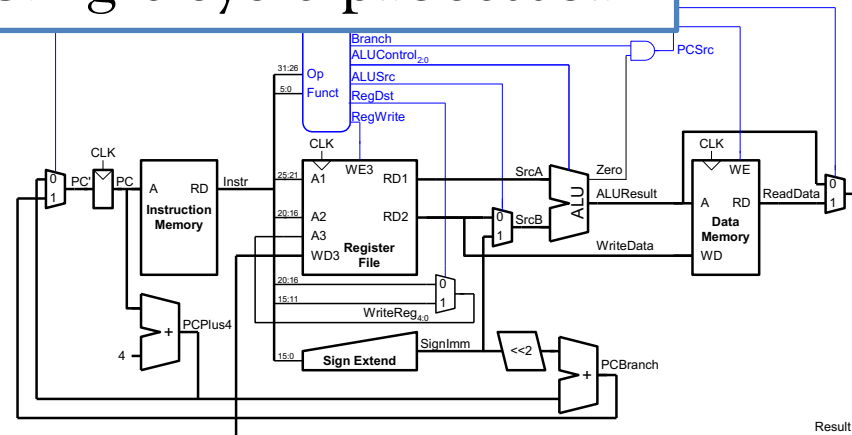 Branch
ALUControl2:0
PCSrc
31:26
Op
ALUSrc
5:0
Funct
RegDst
RegWrite
CLK
CLK
CLK
0
1
PC'
PC
A
RD
Instruction
Memory
Instr
25:21
A1
WE3
RD1
SrcA
Zero
ALU
ALUResult
WE
A
RD
ReadData
0
1
Data
Memory
20:16
A2
RD2
0
1
SrcB
A3
Register
File
WD3
WriteData
WD
20:16
0
15:11
1
WriteReg4:0
PCPlus4
+
4
15:0
Sign Extend
SignImm
<<2
+
PCBranch
Result